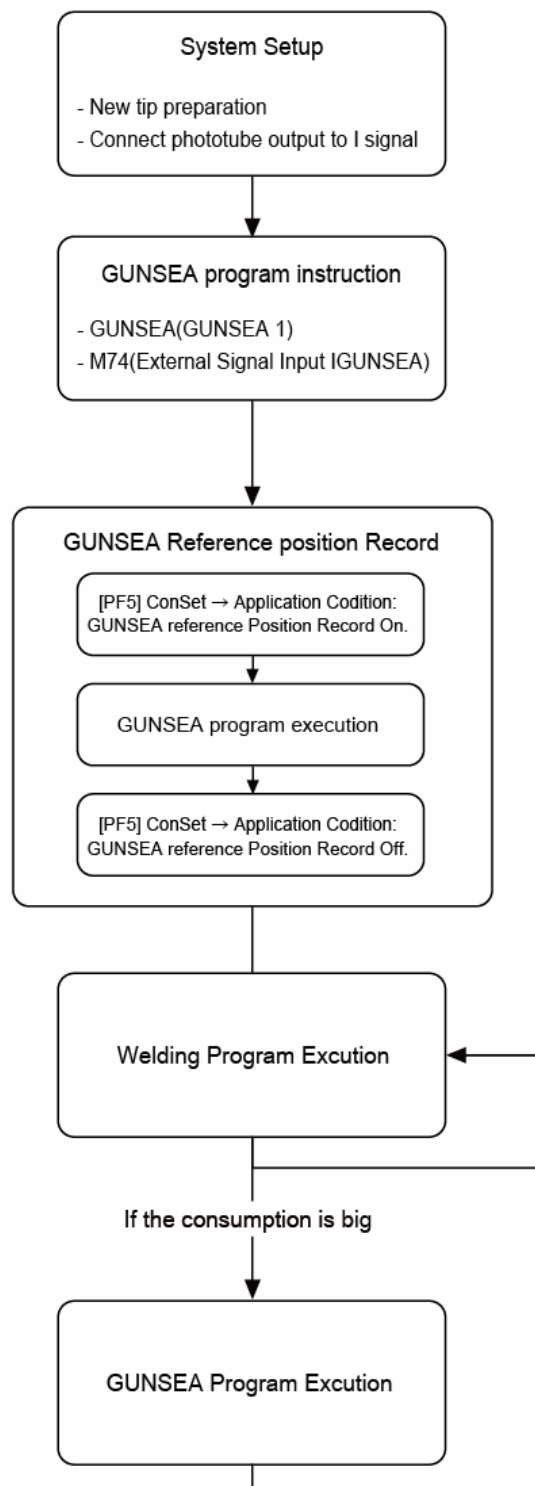 System Setup
- New tip preparation
- Connect phototube output to I signal
GUNSEA program instruction
- GUNSEA(GUNSEA 1)
- M74(External Signal Input IGUNSEA)
GUNSEA Reference position Record
[PF5] ConSet → Application Codition:
GUNSEA reference Position Record On.
GUNSEA program execution
[PF5] ConSet → Application Codition:
GUNSEA reference Position Record Off.
Welding Program Excution
If the consumption is big
GUNSEA Program Excution